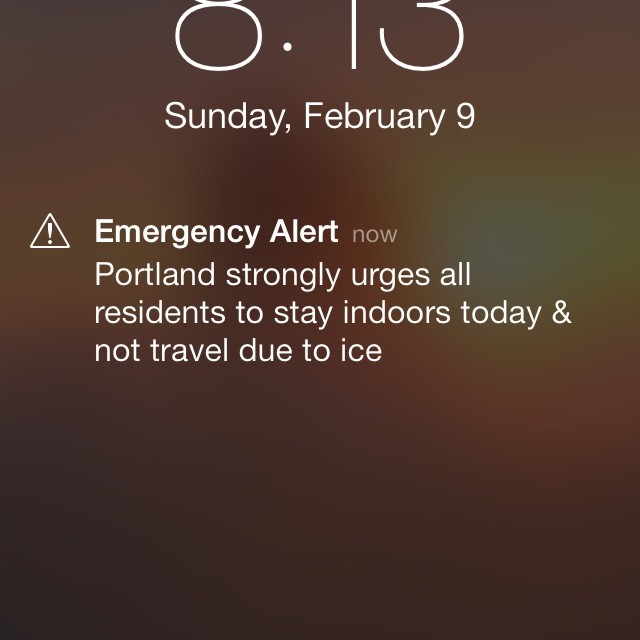 8:13
Sunday, February 9
Emergency Alert now
Portland strongly urges all
residents to stay indoors today &
not travel due to ice